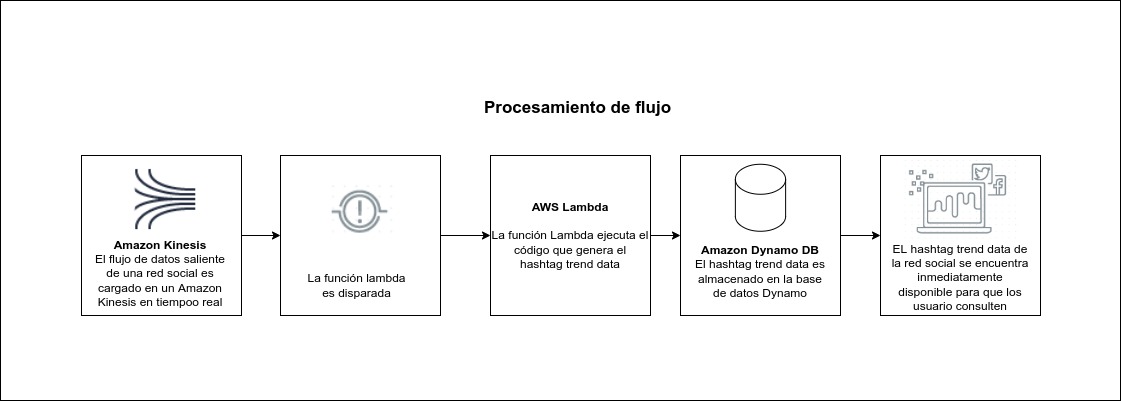 Procesamiento de flujo
Amazon Kinesis
El flujo de datos saliente
de una red social es
cargado en un Amazon
Kinesis en tiempoo real
La función lambda
es disparada
AWS Lambda
La función Lambda ejecuta el
código que genera el
hashtag trend data
Amazon Dynamo DB
El hashtag trend data es
almacenado en la base
de datos Dynamo
EL hashtag trend data de
la red social se encuentra
inmediatamente
disponible para que los
usuario consulten